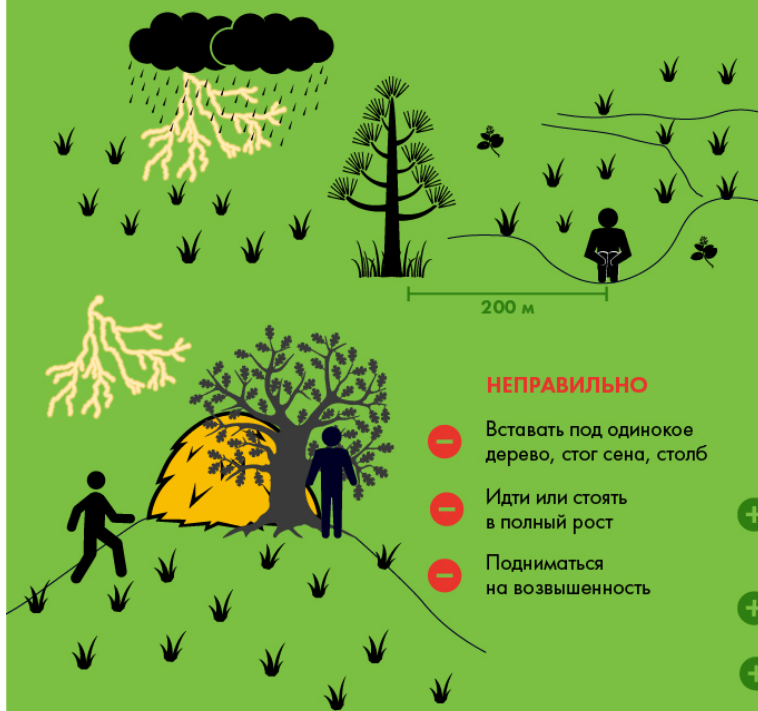 200 м
НЕПРАВИЛЬНО
Вставать под одинокое
дерево, стог сена, столб
Идти или стоять
в полный рост
Подниматься
на возвышенность